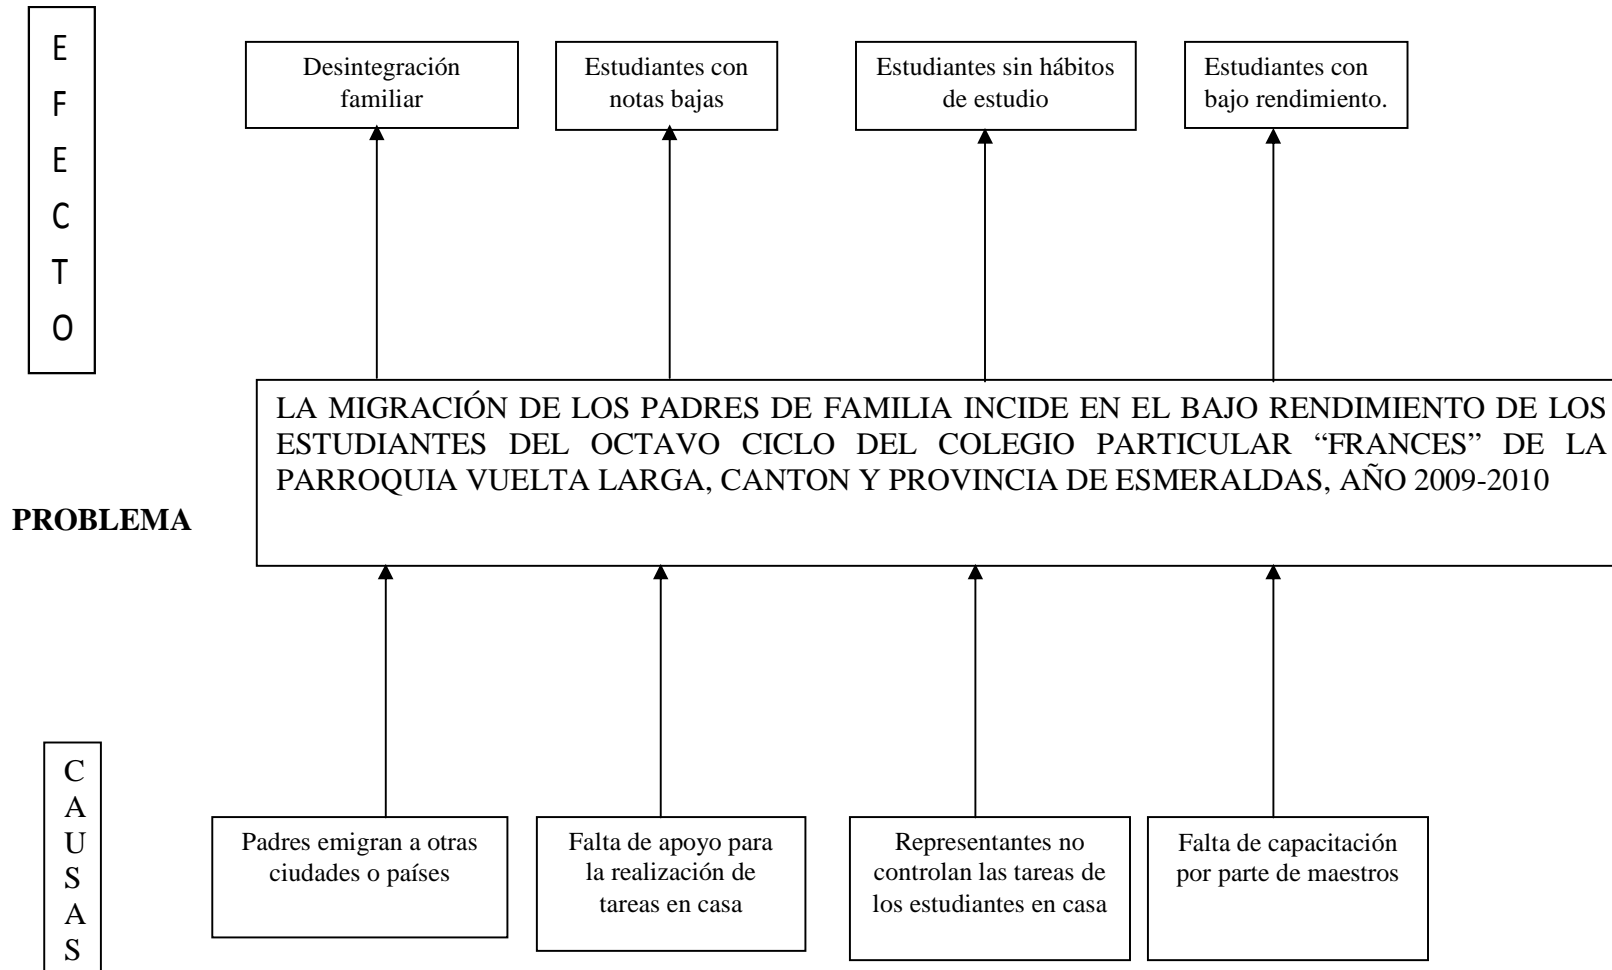 E
F
E
C
T
O
Desintegración
familiar
Estudiantes con
notas bajas
Estudiantes sin hábitos
de estudio
Estudiantes con
bajo rendimiento.
LA MIGRACIÓN DE LOS PADRES DE FAMILIA INCIDE EN EL BAJO RENDIMIENTO DE LOS
ESTUDIANTES DEL OCTAVO CICLO DEL COLEGIO PARTICULAR “FRANCES” DE LA
PARROQUIA VUELTA LARGA, CANTON Y PROVINCIA DE ESMERALDAS, AÑO 2009-2010
PROBLEMA
C
A
U
S
A
S
Padres emigran a otras
ciudades o países
Falta de apoyo para
la realización de
tareas en casa
Representantes no
controlan las tareas de
los estudiantes en casa
Falta de capacitación
por parte de maestros